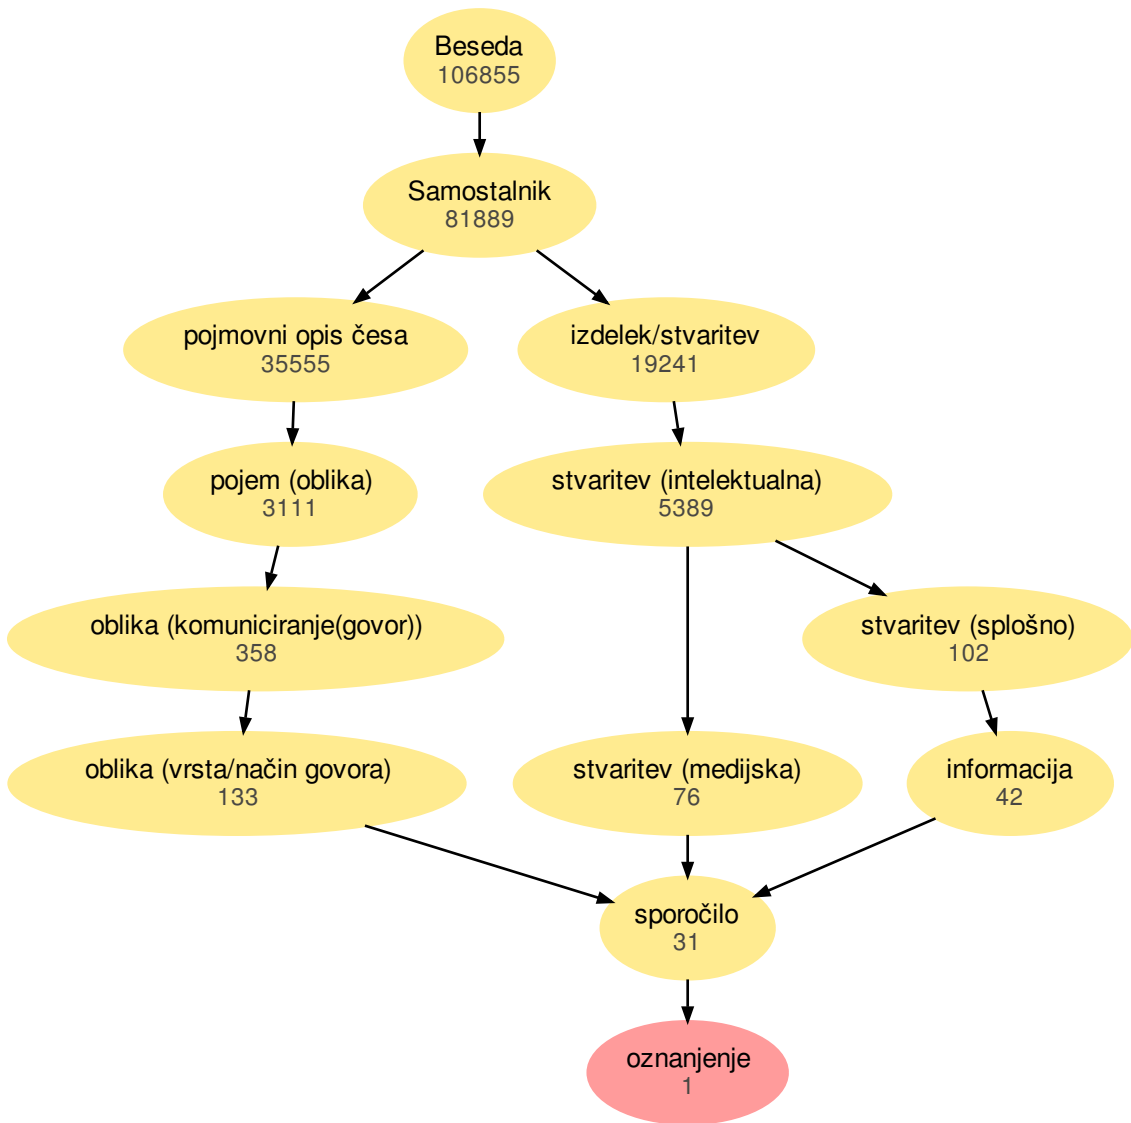 Beseda
106855
Samostalnik
81889
pojmovni opis česa
35555
izdelek/stvaritev
19241
pojem (oblika)
3111
stvaritev (intelektualna)
5389
oblika (komuniciranje(govor))
358
stvaritev (splošno)
102
oblika (vrsta/način govora)
133
stvaritev (medijska)
76
informacija
42
sporočilo
31
oznanjenje
1